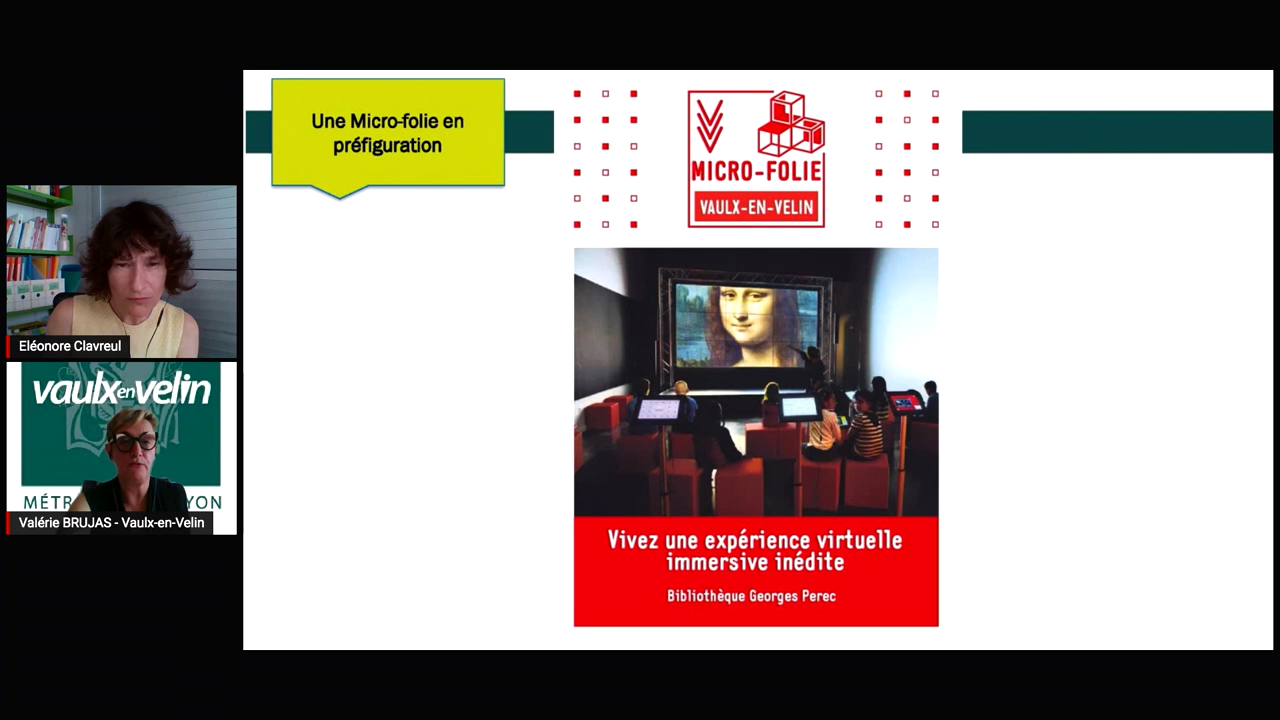 Une Micro-folie en
préfiguration
MICRO-FOLIE
VAULX-EN-VELIN
Eléonore Clavreul
vaulx en velin
MÉTR YON
Valérie BRUJAS - Vaulx-en-Velin
Vivez une expérience virtuelle
immersive inédite
Bibliothèque Georges Perec